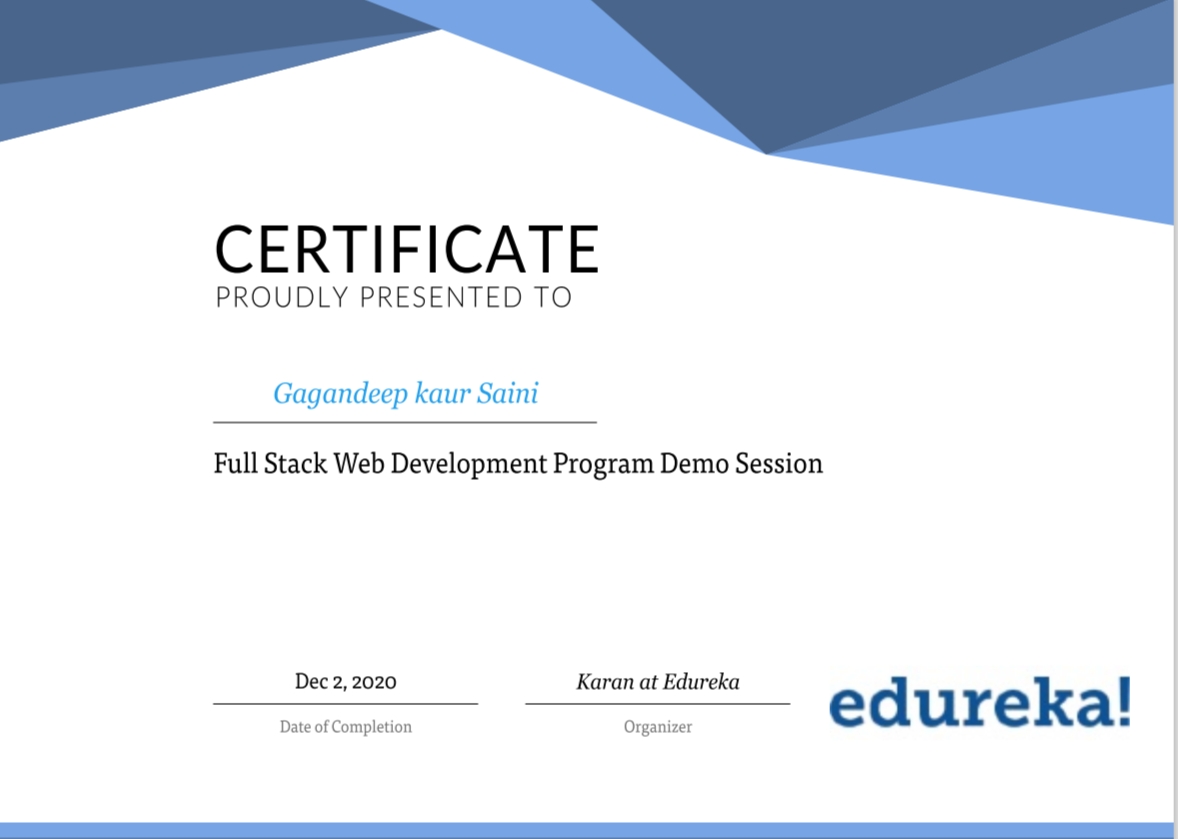 CERTIFICATE
PROUDLY PRESENTED TO
Gagandeep kaur Saini
Full Stack Web Development Program Demo Session
Dec 2, 2020
Date of Completion
Karan at Edureka
Organizer
edureka!